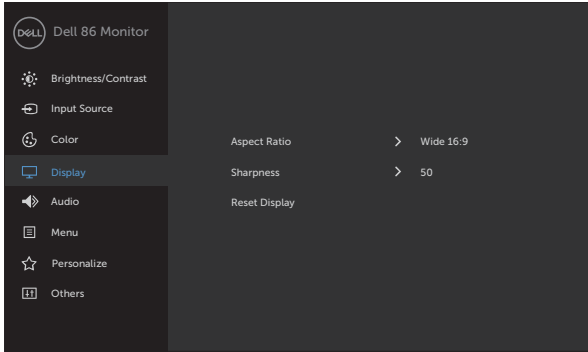 DELL Dell 86 Monitor
Brightness/Contrast
Input Source
Color
Display
Audio
Menu
Personalize
Others
Aspect Ratio > Wide 16:9
Sharpness > 50
Reset Display